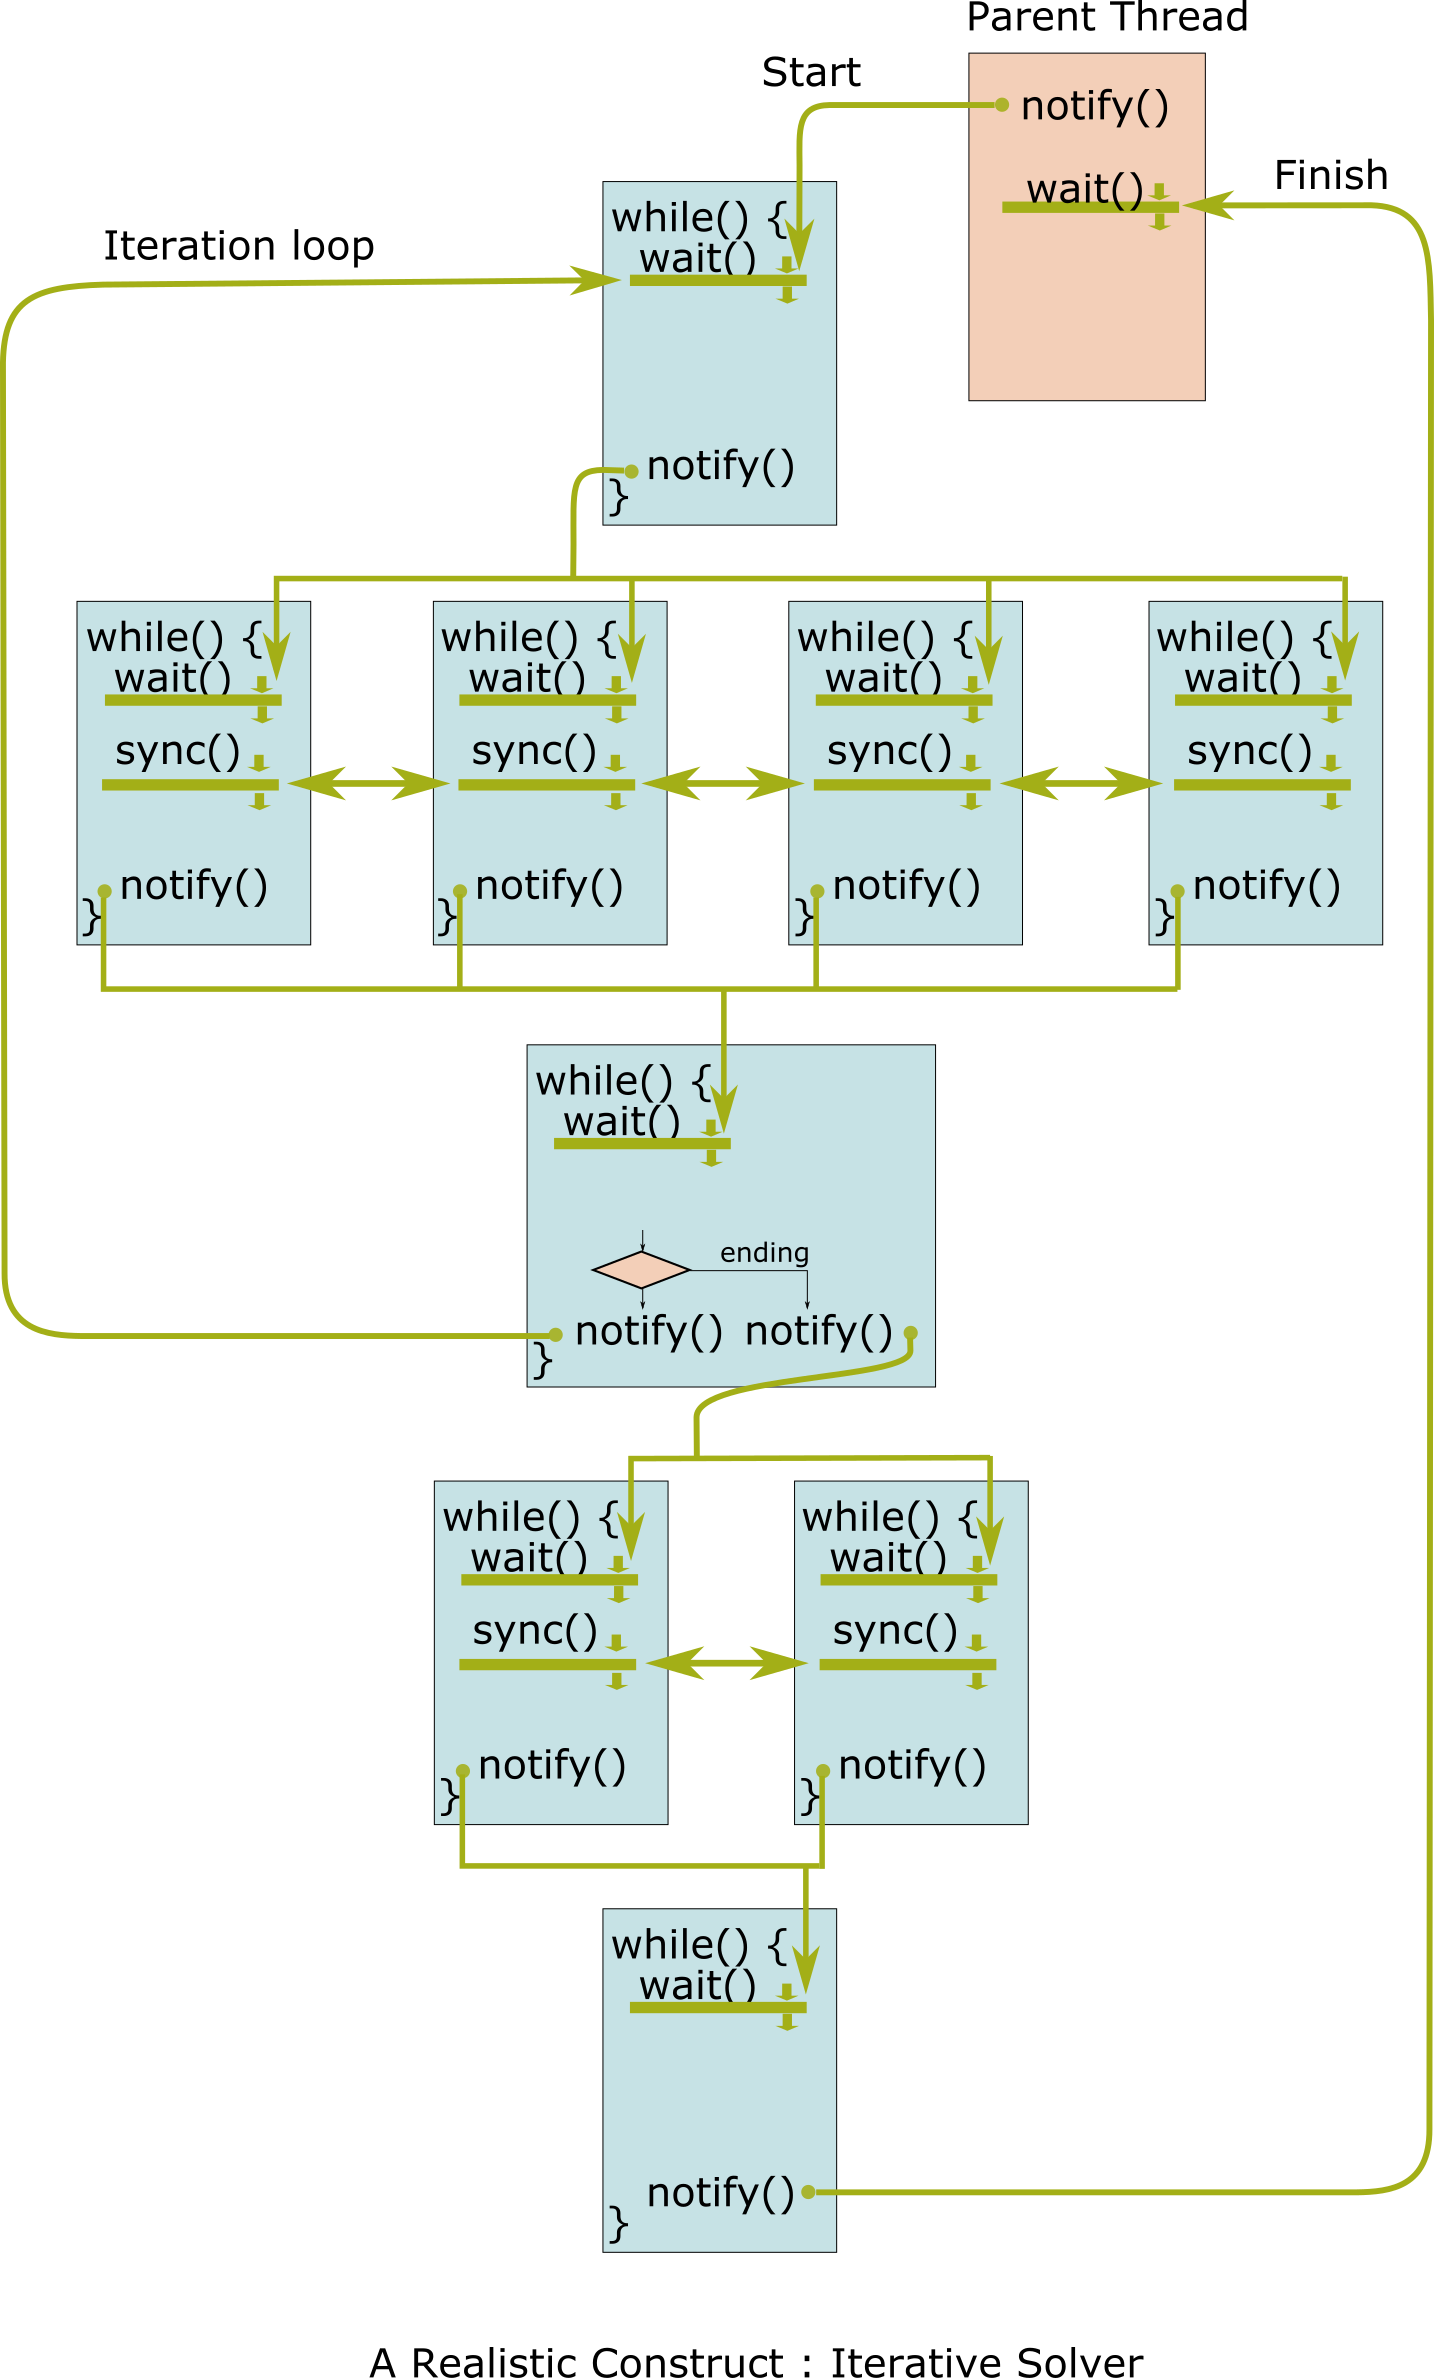 Parent Thread
Start
notify()
wait()
Finish
while() {
wait()
Iteration loop
notify()
}
while() {
wait()
sync()
notify()
}
while() {
wait()
sync()
notify()
}
while() {
wait()
sync()
notify()
}
while() {
wait()
sync()
notify()
}
while() {
wait()
ending
notify() notify()
}
while() {
wait()
sync()
notify()
}
while() {
wait()
sync()
notify()
}
while() {
wait()
notify()
}
A Realistic Construct : Iterative Solver